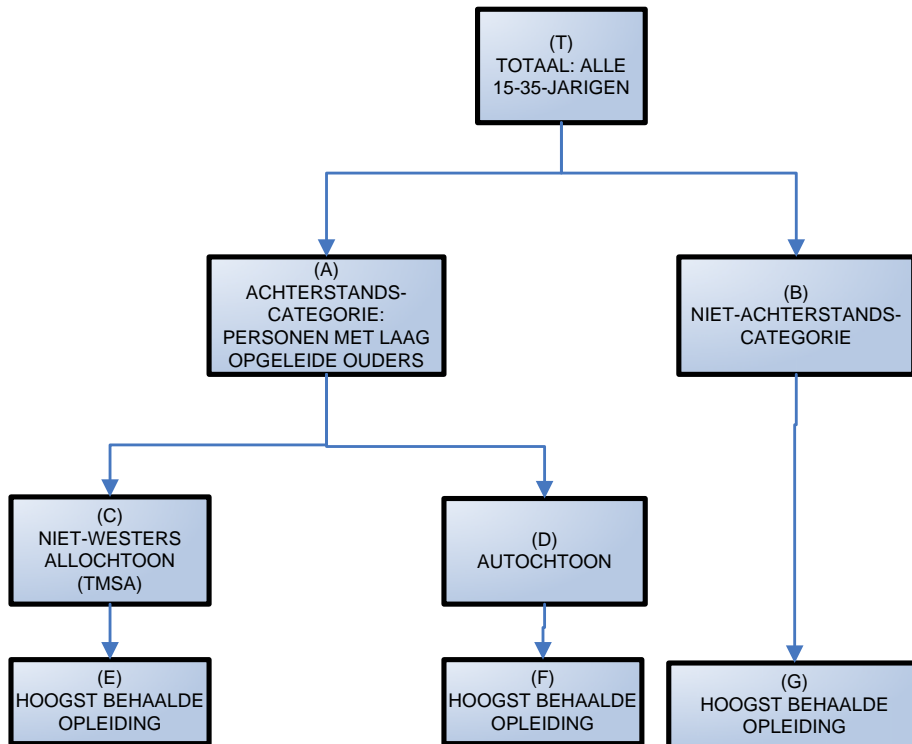 (T)
TOTAAL: ALLE
15-35-JARIGEN
(A)
ACHTERSTANDS-
CATEGORIE:
PERSONEN MET LAAG
OPGELEIDE OUDERS
(B)
NIET-ACHTERSTANDS-
CATEGORIE
(C)
NIET-WESTERS
ALLOCHTOON
(TMSA)
(D)
AUTOCHTOON
(E)
HOOGST BEHAALDE
OPLEIDING
(F)
HOOGST BEHAALDE
OPLEIDING
(G)
HOOGST BEHAALDE
OPLEIDING